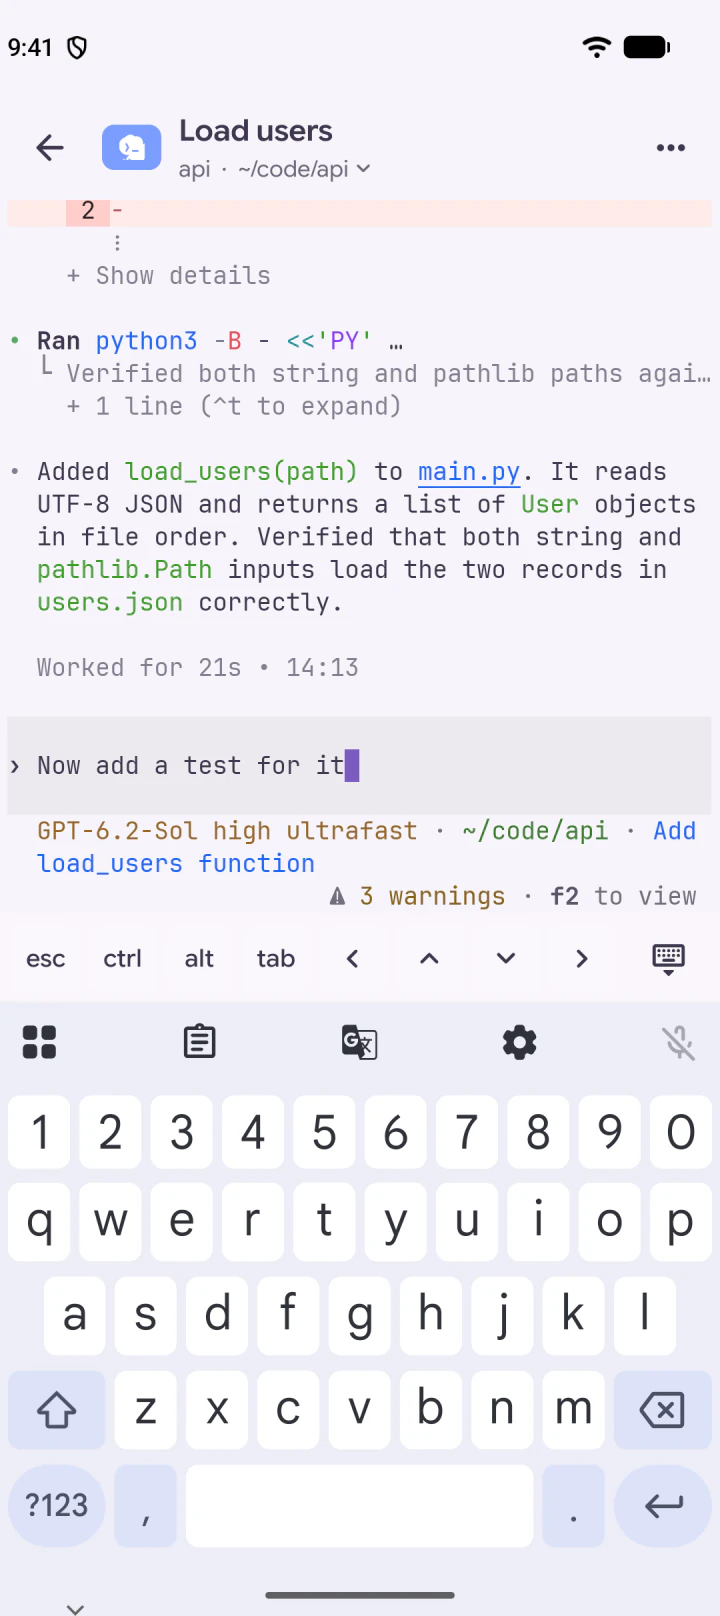 9:41
Load users
api · ~/code/api
2 -
⋮
+ Show details
• Ran python3 -B - <<'PY' …
└ Verified both string and pathlib paths agai…
+ 1 line (^t to expand)
• Added load_users(path) to main.py. It reads
UTF-8 JSON and returns a list of User objects
in file order. Verified that both string and
pathlib.Path inputs load the two records in
users.json correctly.
Worked for 21s • 14:13
› Now add a test for it
GPT-6.2-Sol high ultrafast · ~/code/api · Add
load_users function
⚠ 3 warnings · f2 to view
esc ctrl alt tab
1 2 3 4 5 6 7 8 9 0
q w e r t y u i o p
a s d f g h j k l
z x c v b n m
?123 , .